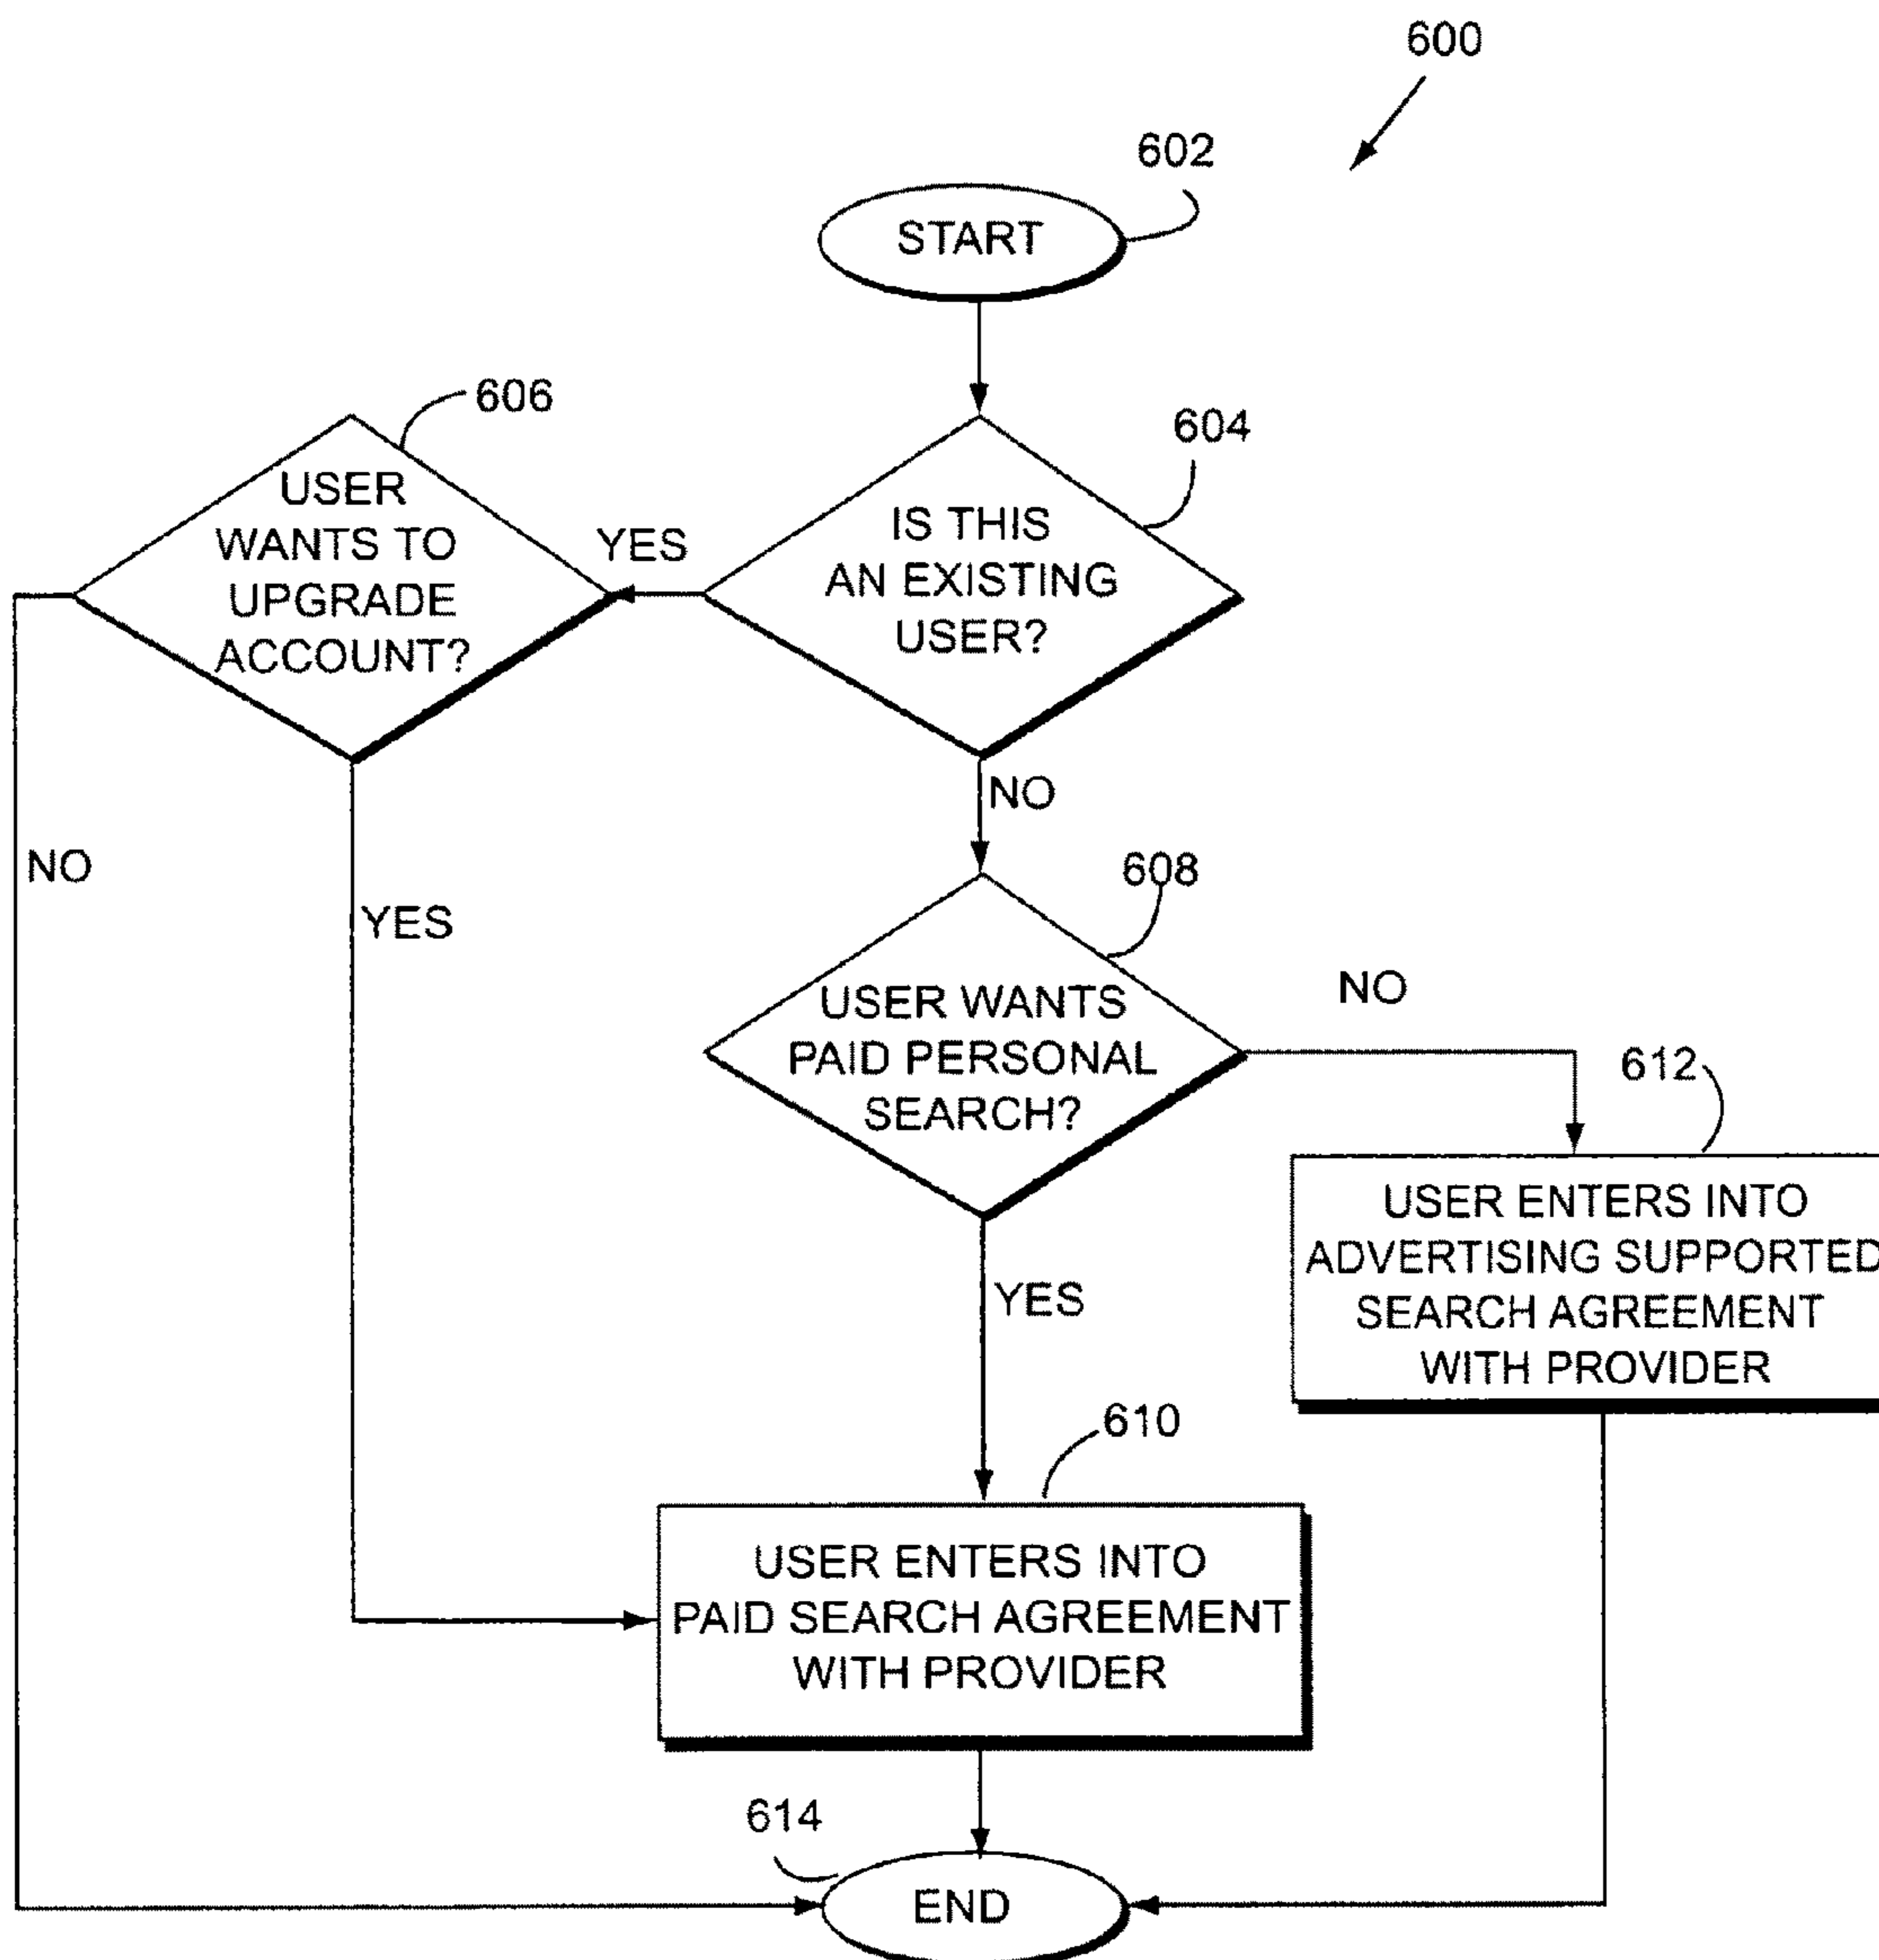 600
602
START
606
604
USER
WANTS TO
UPGRADE
ACCOUNT?
YES
IS THIS
AN EXISTING
USER?
NO
NO
YES
608
USER WANTS
PAID PERSONAL
SEARCH?
NO
612
USER ENTERS INTO
ADVERTISING SUPPORTED
SEARCH AGREEMENT
WITH PROVIDER
YES
610
USER ENTERS INTO
PAID SEARCH AGREEMENT
WITH PROVIDER
614
END